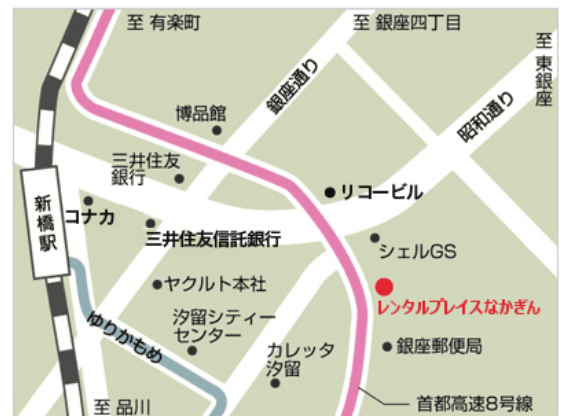 至 有楽町
至 銀座四丁目
至 東銀座
銀座通り
昭和通り
博品館
三井住友
銀行
新橋駅
コナカ
リコービル
三井住友信託銀行
シェルGS
ヤクルト本社
レンタルプレイスなかぎん
ゆりかもめ
汐留シティー
センター
カレッタ
汐留
銀座郵便局
至 品川
首都高速8号線